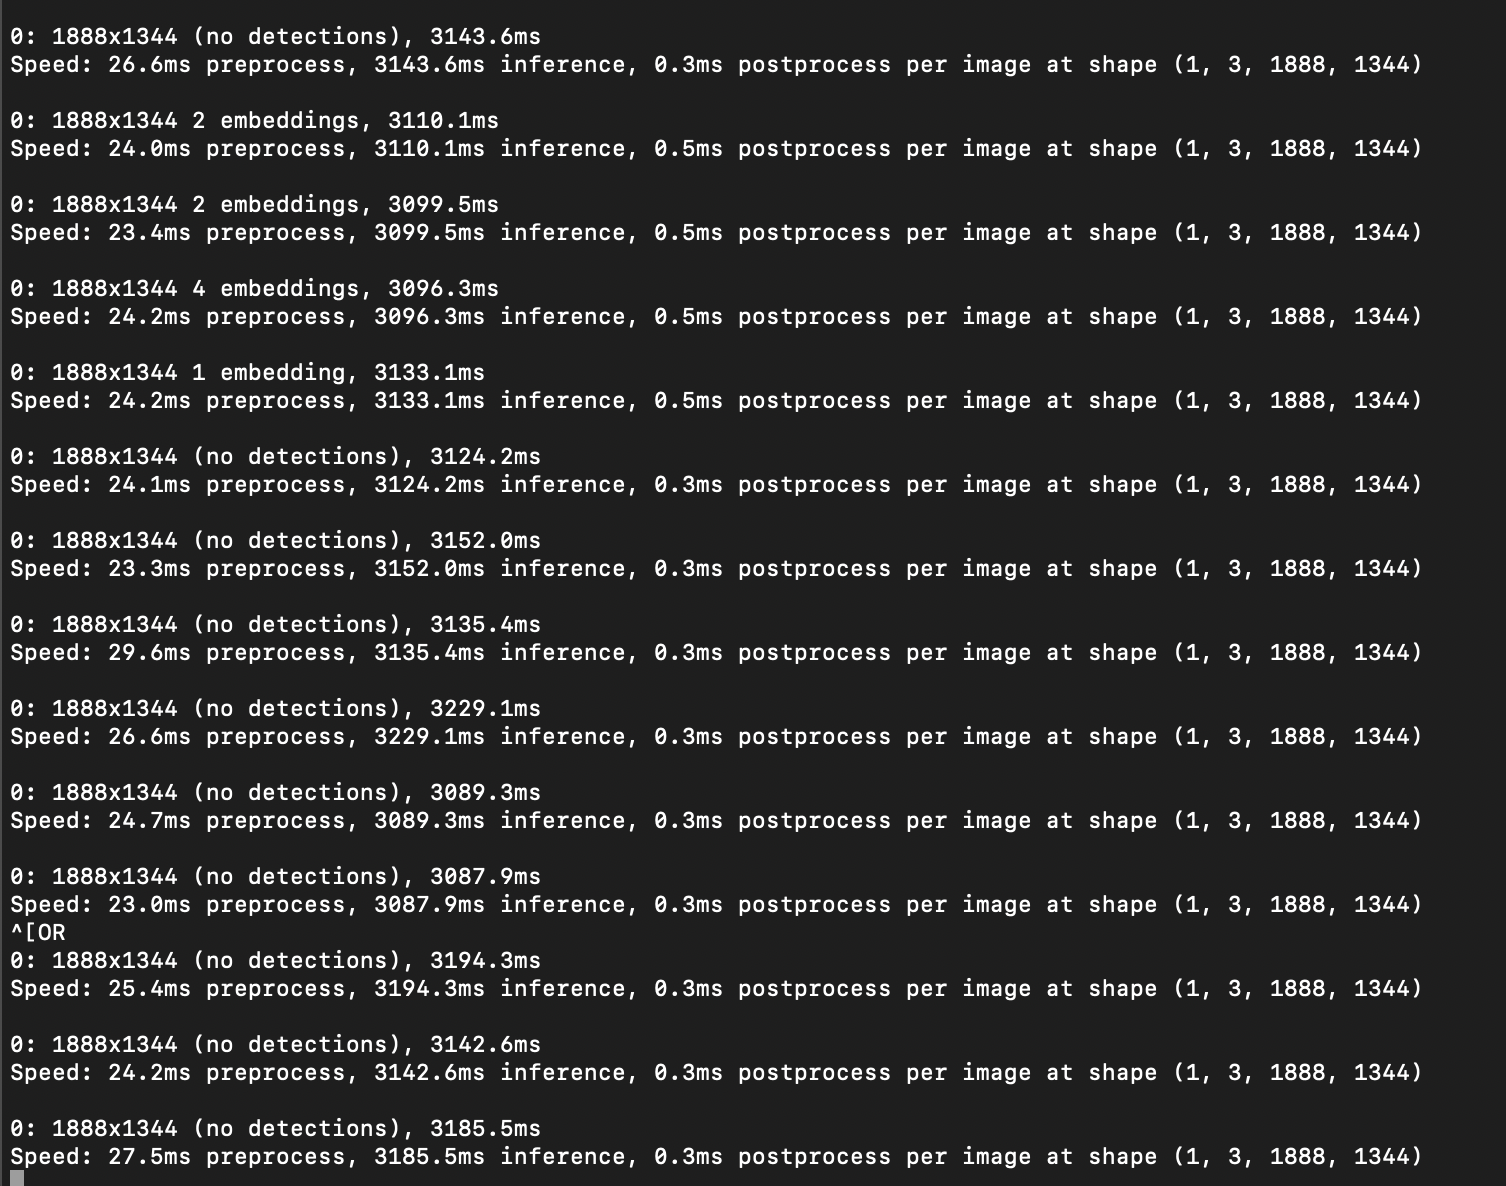 0: 1888x1344 (no detections), 3143.6ms
Speed: 26.6ms preprocess, 3143.6ms inference, 0.3ms postprocess per image at shape (1, 3, 1888, 1344)
0: 1888x1344 2 embeddings, 3110.1ms
Speed: 24.0ms preprocess, 3110.1ms inference, 0.5ms postprocess per image at shape (1, 3, 1888, 1344)
0: 1888x1344 2 embeddings, 3099.5ms
Speed: 23.4ms preprocess, 3099.5ms inference, 0.5ms postprocess per image at shape (1, 3, 1888, 1344)
0: 1888x1344 4 embeddings, 3096.3ms
Speed: 24.2ms preprocess, 3096.3ms inference, 0.5ms postprocess per image at shape (1, 3, 1888, 1344)
0: 1888x1344 1 embedding, 3133.1ms
Speed: 24.2ms preprocess, 3133.1ms inference, 0.5ms postprocess per image at shape (1, 3, 1888, 1344)
0: 1888x1344 (no detections), 3124.2ms
Speed: 24.1ms preprocess, 3124.2ms inference, 0.3ms postprocess per image at shape (1, 3, 1888, 1344)
0: 1888x1344 (no detections), 3152.0ms
Speed: 23.3ms preprocess, 3152.0ms inference, 0.3ms postprocess per image at shape (1, 3, 1888, 1344)
0: 1888x1344 (no detections), 3135.4ms
Speed: 29.6ms preprocess, 3135.4ms inference, 0.3ms postprocess per image at shape (1, 3, 1888, 1344)
0: 1888x1344 (no detections), 3229.1ms
Speed: 26.6ms preprocess, 3229.1ms inference, 0.3ms postprocess per image at shape (1, 3, 1888, 1344)
0: 1888x1344 (no detections), 3089.3ms
Speed: 24.7ms preprocess, 3089.3ms inference, 0.3ms postprocess per image at shape (1, 3, 1888, 1344)
0: 1888x1344 (no detections), 3087.9ms
Speed: 23.0ms preprocess, 3087.9ms inference, 0.3ms postprocess per image at shape (1, 3, 1888, 1344)
^[OR
0: 1888x1344 (no detections), 3194.3ms
Speed: 25.4ms preprocess, 3194.3ms inference, 0.3ms postprocess per image at shape (1, 3, 1888, 1344)
0: 1888x1344 (no detections), 3142.6ms
Speed: 24.2ms preprocess, 3142.6ms inference, 0.3ms postprocess per image at shape (1, 3, 1888, 1344)
0: 1888x1344 (no detections), 3185.5ms
Speed: 27.5ms preprocess, 3185.5ms inference, 0.3ms postprocess per image at shape (1, 3, 1888, 1344)